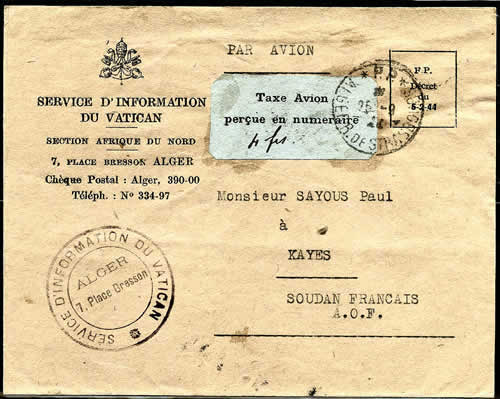 PAR AVION
SERVICE D'INFORMATION
DU VATICAN
SECTION AFRIQUE DU NORD
7, PLACE BRESSON ALGER
Chèque Postal : Alger, 390-00
Téléph. : Nº 334-97
Taxe Avion
perçue en numeraire
4 frs
P.P.
F.P.
Décret
du
Monsieur SAYOUS Paul
à
KAYES
SOUDAN FRANCAIS
A.O.F.
SERVICE D'INFORMATION DU VATICAN
ALGER
7, Place Bresson